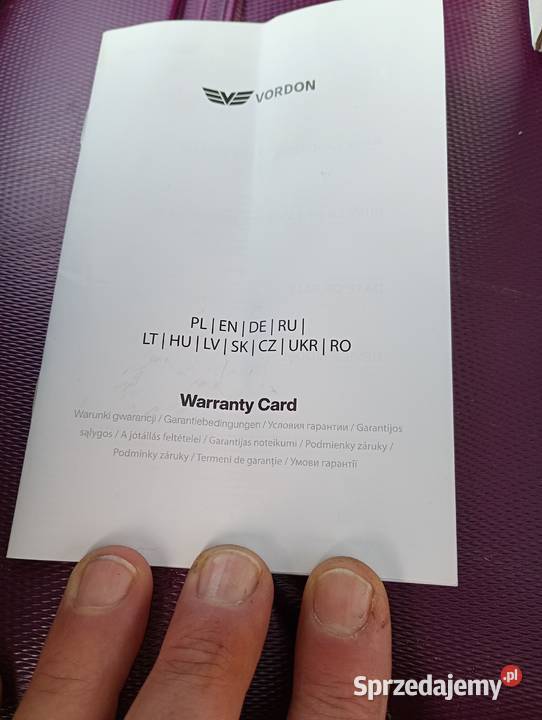 VORDON
PL | EN | DE | RU |
LT | HU | LV | SK | CZ | UKR | RO
Warranty Card
Warunki gwarancji / Garantiebedingungen / Условия гарантии / Garantijos
sąlygos / A jótállás feltételei / Garantijas noteikumi / Podmienky záruky /
Podmínky záruky / Termeni de garanție / Умови гарантії
Sprzedajemy.pl